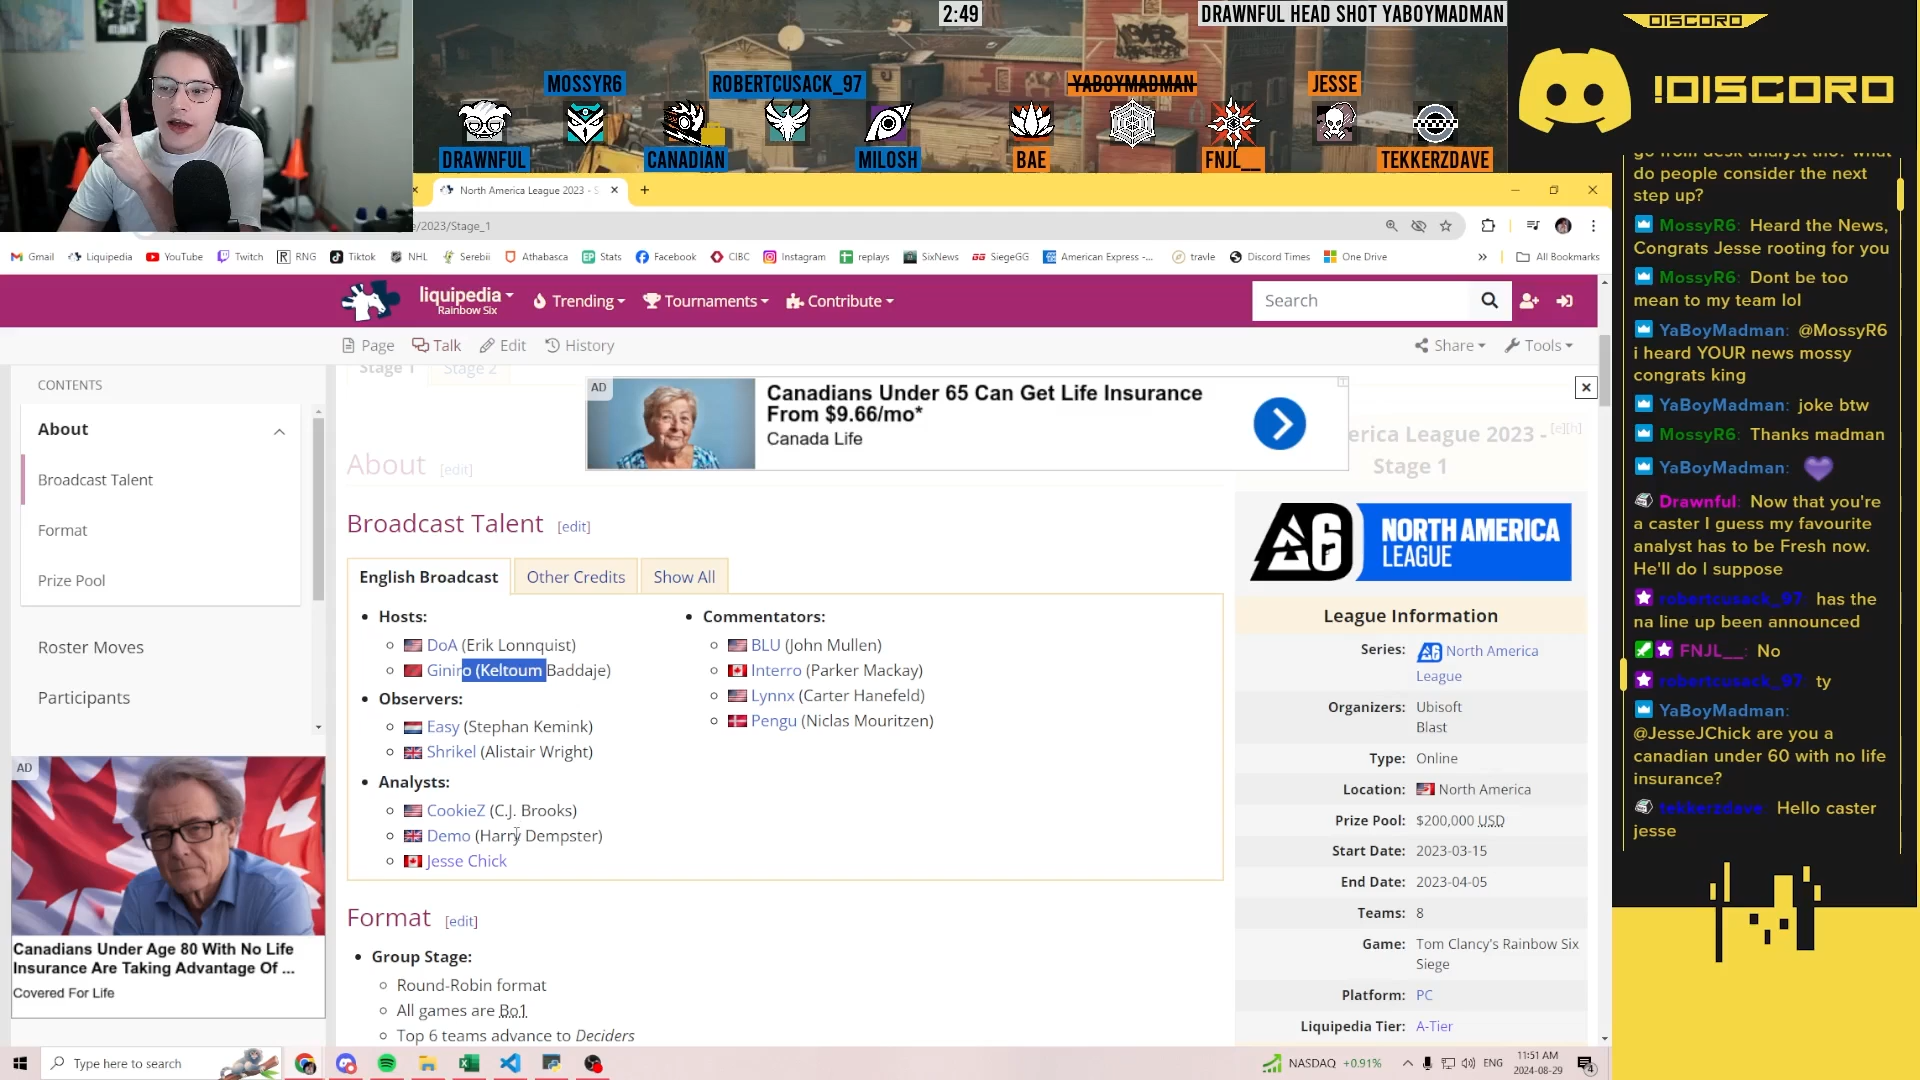 2:49
DRAWNFUL HEAD SHOT YABOYMADMAN
DISCORD
!DISCORD
MOSSYR6
ROBERTCUSACK_97
YABOYMADMAN
JESSE
DRAWNFUL
CANADIAN
MILOSH
BAE
FNJL__
TEKKERZDAVE
North America League 2023 - S
e/2023/Stage_1
Gmail
Liquipedia
YouTube
Twitch
RNG
Tiktok
NHL
Serebii
Athabasca
Stats
Facebook
CIBC
Instagram
replays
SixNews
SiegeGG
American Express -...
travle
Discord Times
One Drive
All Bookmarks
liquipedia
Rainbow Six
Trending
Tournaments
Contribute
Search
Page
Talk
Edit
History
Share
Tools
CONTENTS
About
Broadcast Talent
Format
Prize Pool
Roster Moves
Participants
AD
Canadians Under Age 80 With No Life
Insurance Are Taking Advantage Of ...
Covered For Life
Stage 1
Stage 2
AD
Canadians Under 65 Can Get Life Insurance
From $9.66/mo*
Canada Life
About [edit]
Broadcast Talent [edit]
English Broadcast
Other Credits
Show All
Hosts:
DoA (Erik Lonnquist)
Giniro (Keltoum Baddaje)
Observers:
Easy (Stephan Kemink)
Shrikel (Alistair Wright)
Analysts:
CookieZ (C.J. Brooks)
Demo (Harry Dempster)
Jesse Chick
Commentators:
BLU (John Mullen)
Interro (Parker Mackay)
Lynnx (Carter Hanefeld)
Pengu (Niclas Mouritzen)
Format [edit]
Group Stage:
Round-Robin format
All games are Bo1
Top 6 teams advance to Deciders
erica League 2023 - [e][h]
Stage 1
NORTH AMERICA
LEAGUE
League Information
Series: North America
League
Organizers: Ubisoft
Blast
Type: Online
Location: North America
Prize Pool: $200,000 USD
Start Date: 2023-03-15
End Date: 2023-04-05
Teams: 8
Game: Tom Clancy's Rainbow Six
Siege
Platform: PC
Liquipedia Tier: A-Tier
go from desk analyst tho? what
do people consider the next
step up?
MossyR6: Heard the News,
Congrats Jesse rooting for you
MossyR6: Dont be too
mean to my team lol
YaBoyMadman: @MossyR6
i heard YOUR news mossy
congrats king
YaBoyMadman: joke btw
MossyR6: Thanks madman
YaBoyMadman:
Drawnful: Now that you're
a caster I guess my favourite
analyst has to be Fresh now.
He'll do I suppose
robertcusack_97: has the
na line up been announced
FNJL__: No
robertcusack_97: ty
YaBoyMadman:
@JesseJChick are you a
canadian under 60 with no life
insurance?
tekkerzdave: Hello caster
jesse
Type here to search
NASDAQ +0.91%
ENG
11:51 AM
2024-08-29
4